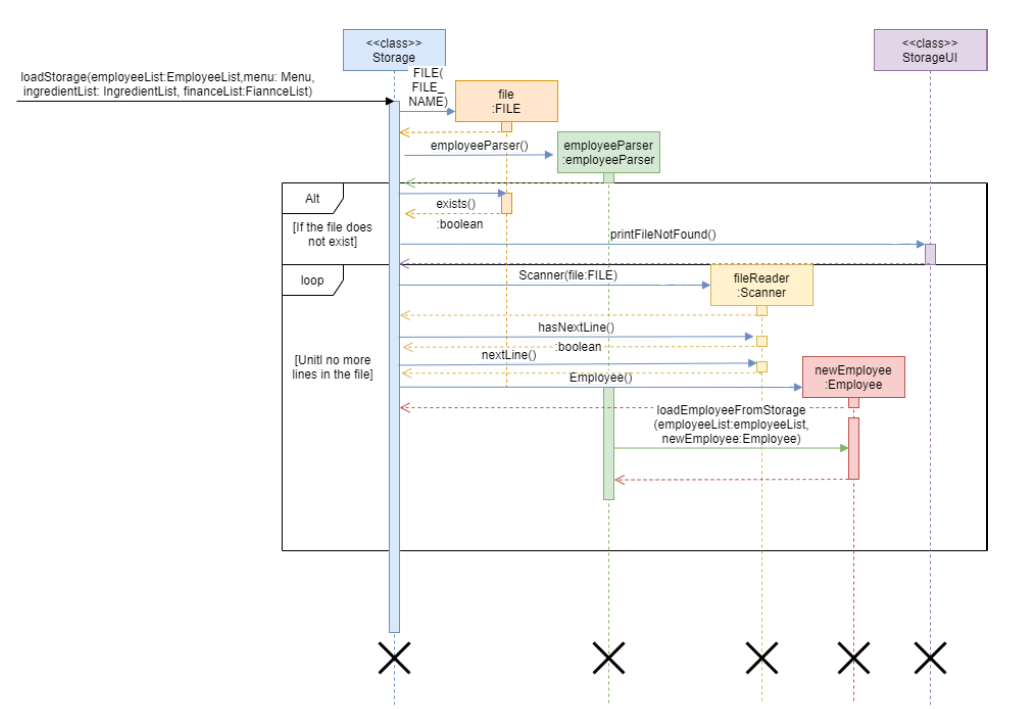 <<class>>
Storage
<<class>>
StorageUI
loadStorage(employeeList:EmployeeList,menu: Menu,
ingredientList: IngredientList, financeList:FiannceList)
FILE(
FILE_
NAME)
file
:FILE
employeeParser()
employeeParser
:employeeParser
Alt
exists()
:boolean
[If the file does
not exist]
printFileNotFound()
loop
Scanner(file:FILE)
fileReader
:Scanner
hasNextLine()
:boolean
nextLine()
[Unitl no more
lines in the file]
Employee()
newEmployee
:Employee
loadEmployeeFromStorage
(employeeList:employeeList,
newEmployee:Employee)